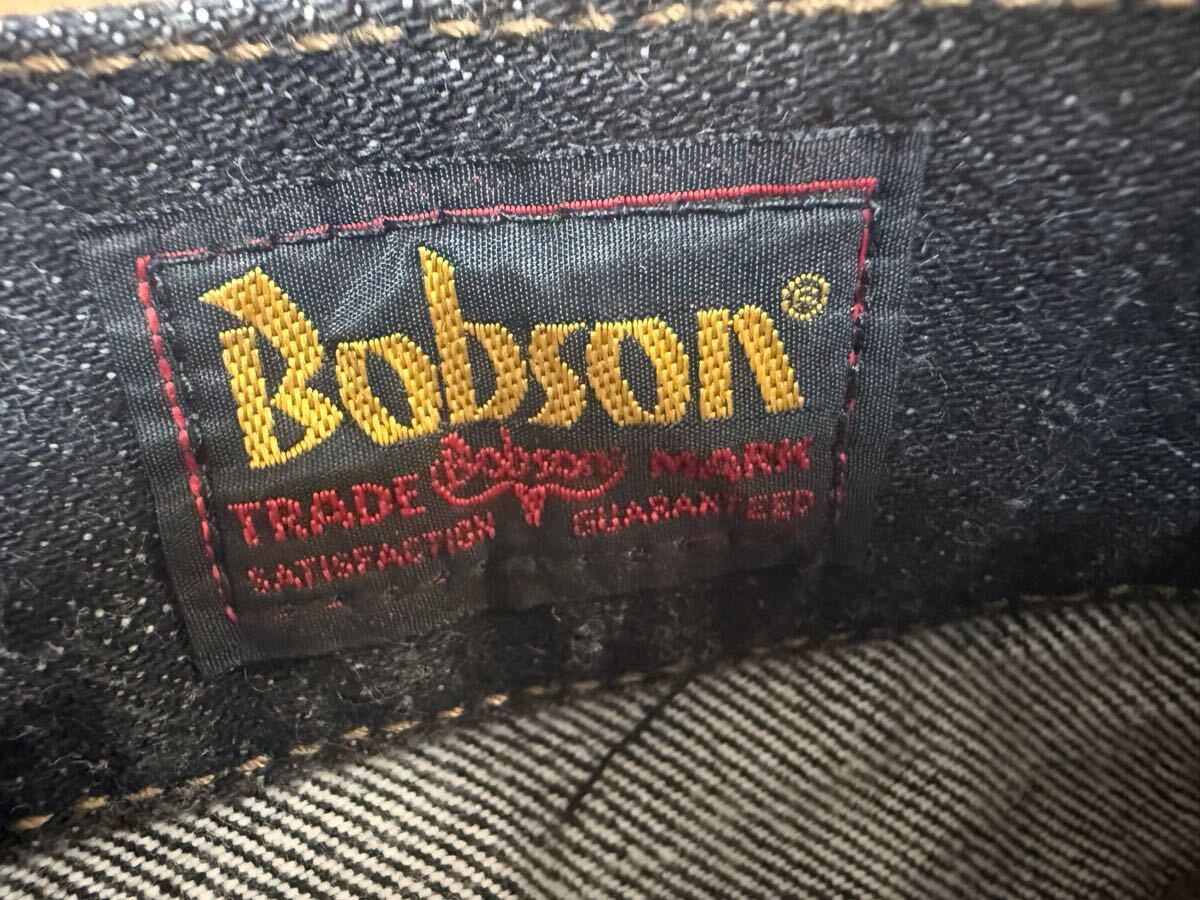 Bobson®
TRADE Bobson MARK
SATISFACTION GUARANTEED